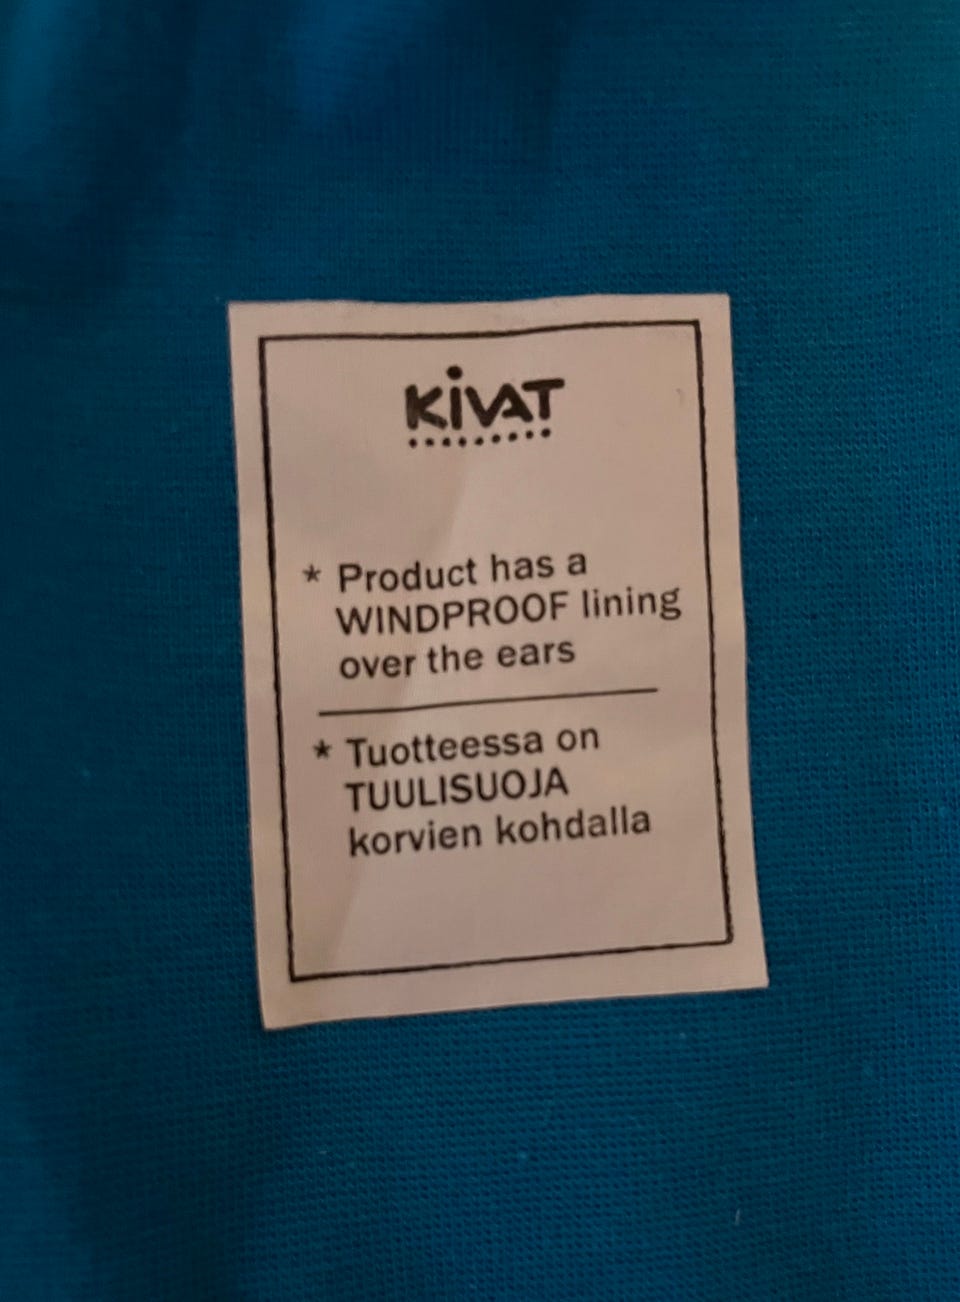 KiVAT
* Product has a
WINDPROOF lining
over the ears
* Tuotteessa on
TUULISUOJA
korvien kohdalla